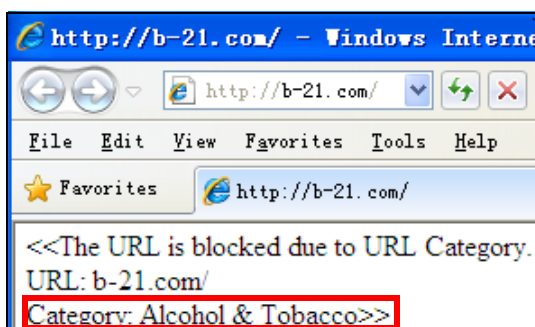 http://b-21.com/ - Windows Interne
http://b-21.com/
File Edit View Favorites Tools Help
Favorites http://b-21.com/
<<The URL is blocked due to URL Category.
URL: b-21.com/
Category: Alcohol & Tobacco>>